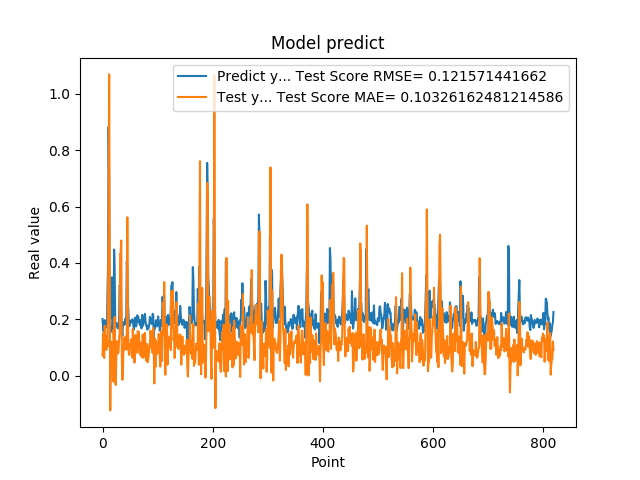 Model predict
Predict y... Test Score RMSE= 0.121571441662
Test y... Test Score MAE= 0.10326162481214586
1.0
0.8
0.6
0.4
0.2
0.0
Real value
0 200 400 600 800
Point